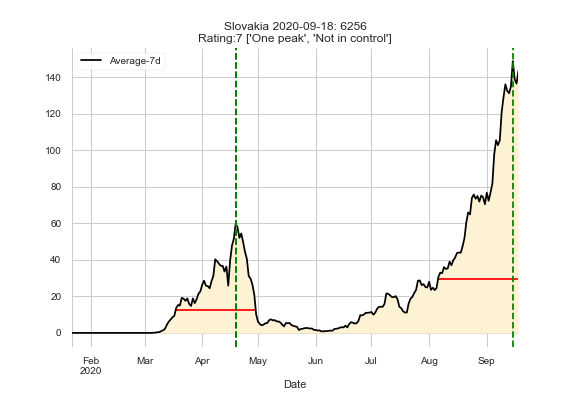 Slovakia 2020-09-18: 6256
Rating:7 ['One peak', 'Not in control']
Average-7d
140
120
100
80
60
40
20
0
Feb Mar Apr May Jun Jul Aug Sep
2020
Date